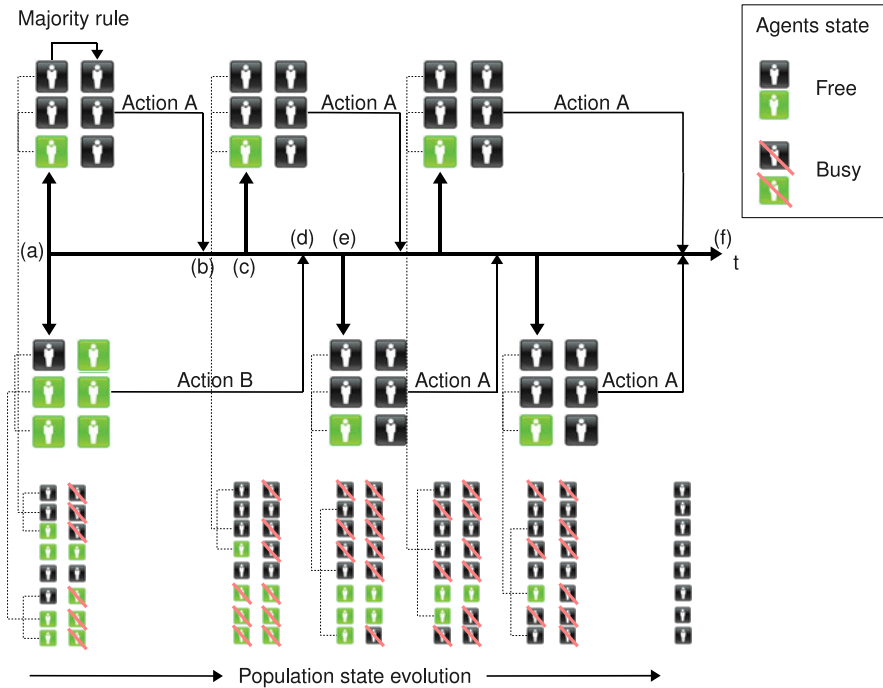 Majority rule
Agents state
Free
Busy
Action A
Action A
Action A
(a)
(b)
(c)
(d)
(e)
(f)
t
Action B
Action A
Action A
Population state evolution